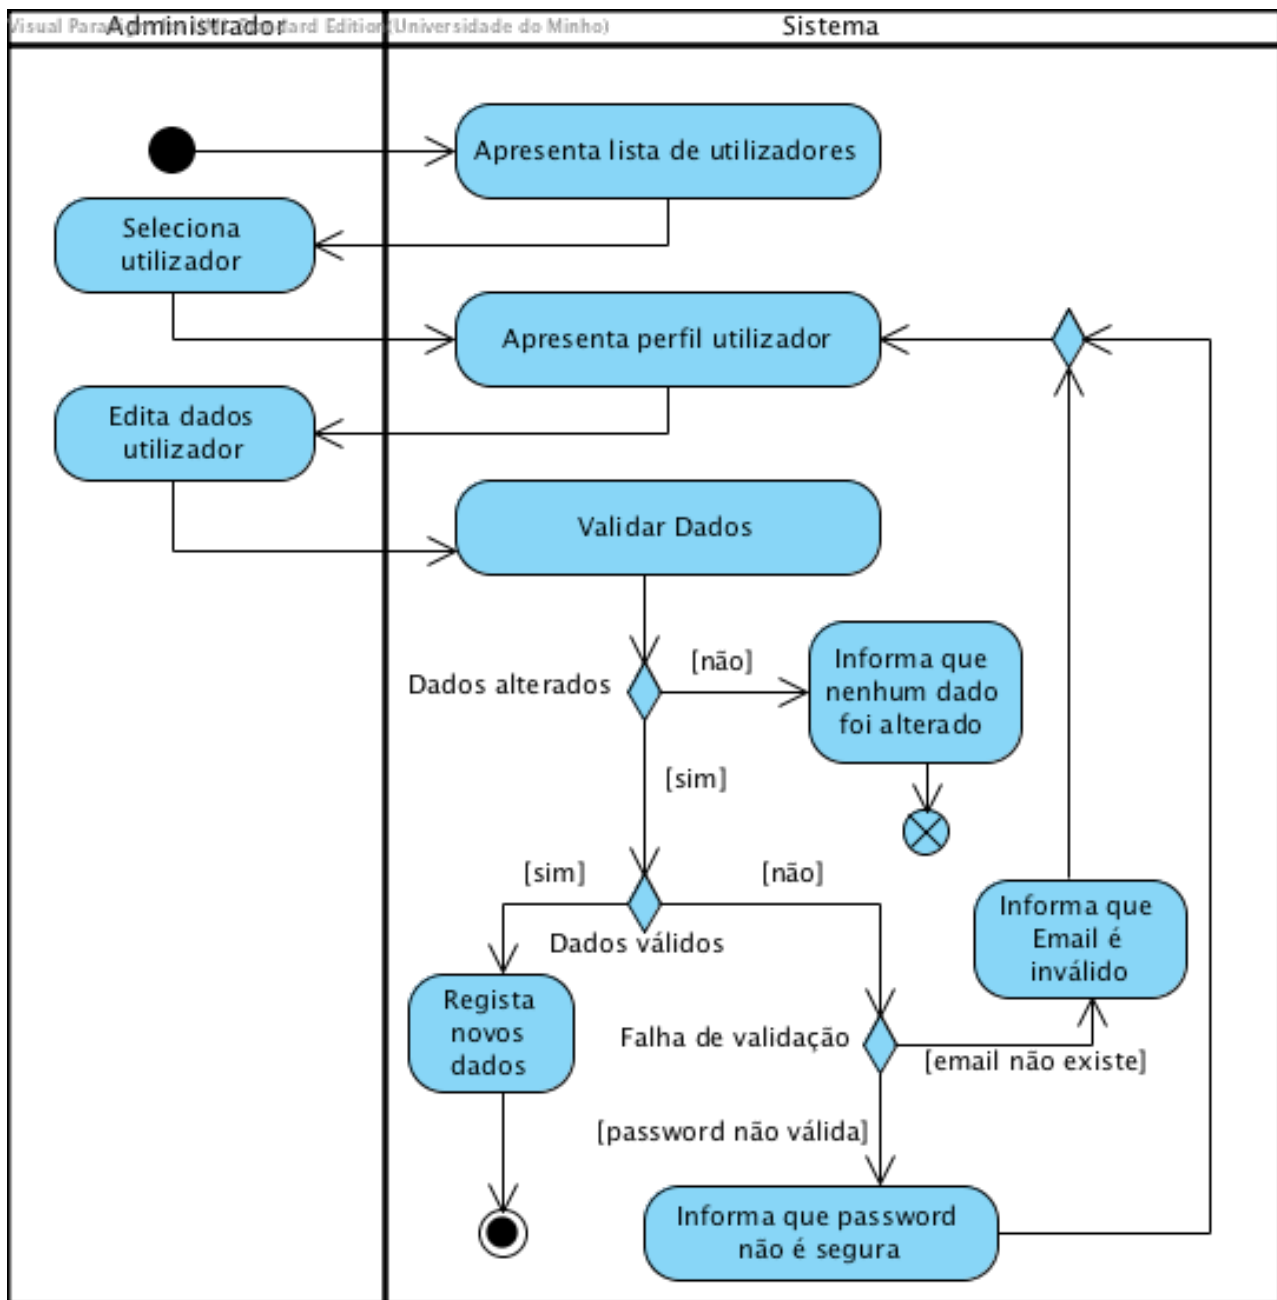 Administrador
Sistema
(Universidade do Minho)
Apresenta lista de utilizadores
Seleciona
utilizador
Apresenta perfil utilizador
Edita dados
utilizador
Validar Dados
Dados alterados
[não]
Informa que
nenhum dado
foi alterado
[sim]
[sim]
[não]
Dados válidos
Informa que
Email é
inválido
Regista
novos
dados
Falha de validação
[email não existe]
[password não válida]
Informa que password
não é segura